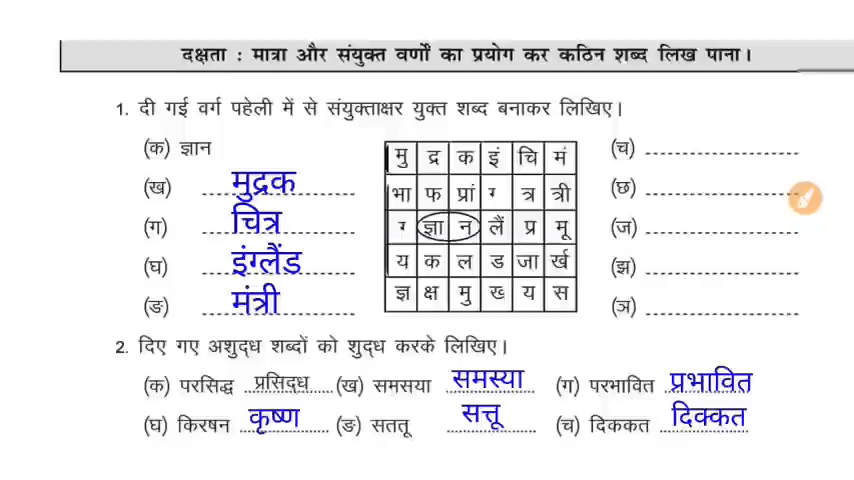 दक्षता : मात्रा और संयुक्त वर्णों का प्रयोग कर कठिन शब्द लिख पाना।
1. दी गई वर्ग पहेली में से संयुक्ताक्षर युक्त शब्द बनाकर लिखिए।
(क) ज्ञान
(ख) मुद्रक
(ग) चित्र
(घ) इंग्लैंड
(ङ) मंत्री
मु द्र क इं चि मं
भा फ प्रां ग् त्र त्री
ग् ज्ञा न लैं प्र मू
य क ल ड जा र्ख
ज्ञ क्ष मु ख् य स
(च)
(छ)
(ज)
(झ)
(ञ)
2. दिए गए अशुद्ध शब्दों को शुद्ध करके लिखिए।
(क) परसिद्ध प्रसिद्ध (ख) समसया समस्या (ग) परभावित प्रभावित
(घ) किरषन कृष्ण (ङ) सततू सत्तू (च) दिककत दिक्कत